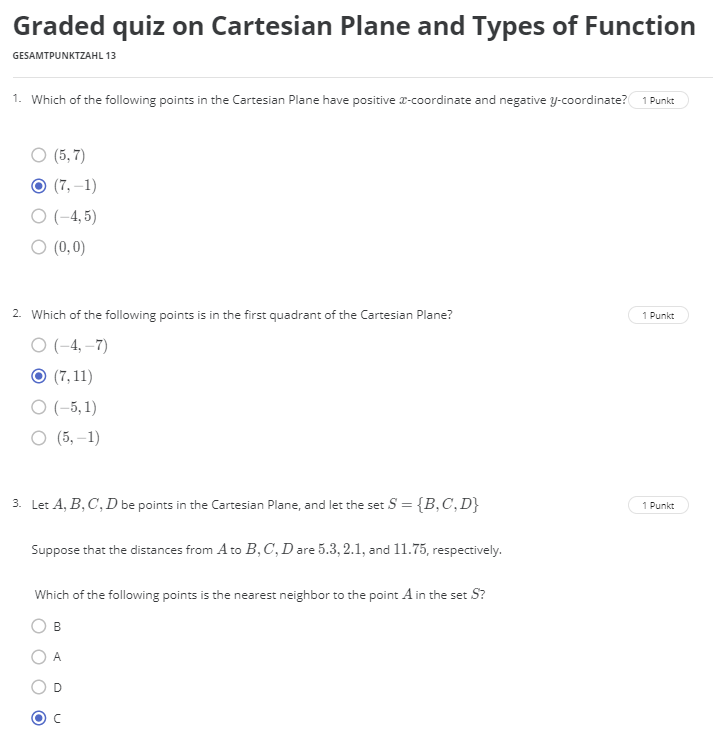 Graded quiz on Cartesian Plane and Types of Function
GESAMTPUNKTZAHL 13
1. Which of the following points in the Cartesian Plane have positive x-coordinate and negative y-coordinate? 1 Punkt
(5, 7)
(7, −1)
(−4, 5)
(0, 0)
2. Which of the following points is in the first quadrant of the Cartesian Plane? 1 Punkt
(−4, −7)
(7, 11)
(−5, 1)
(5, −1)
3. Let A, B, C, D be points in the Cartesian Plane, and let the set S = {B, C, D} 1 Punkt
Suppose that the distances from A to B, C, D are 5.3, 2.1, and 11.75, respectively.
Which of the following points is the nearest neighbor to the point A in the set S?
B
A
D
C